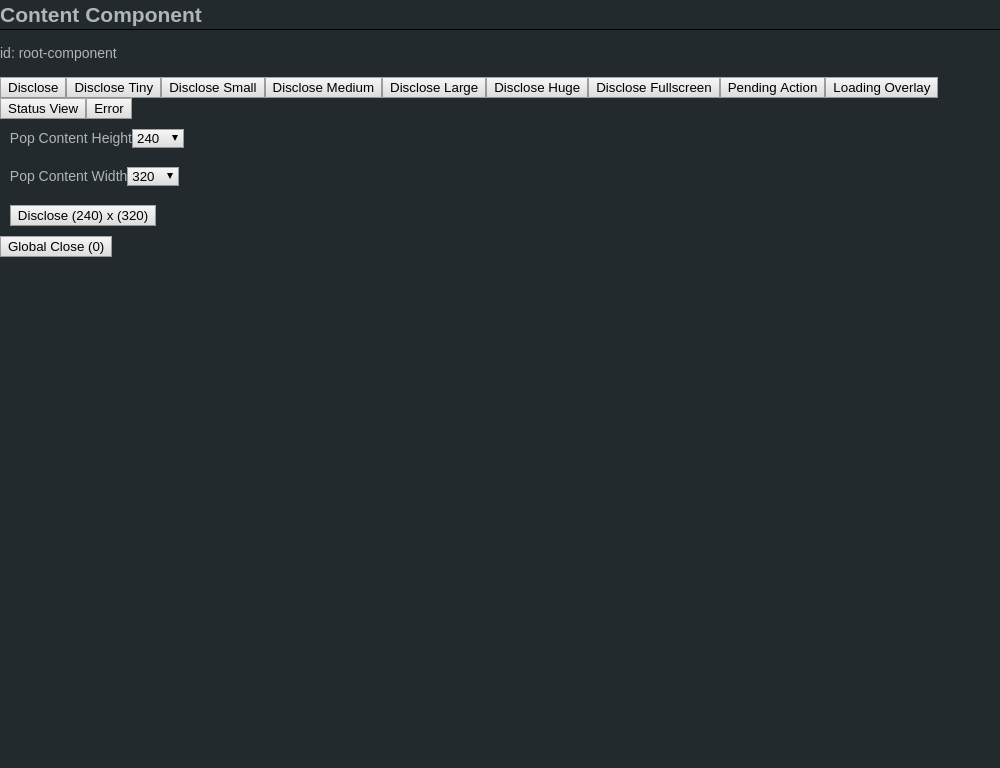 Content Component
id: root-component
Disclose Disclose Tiny Disclose Small Disclose Medium Disclose Large Disclose Huge Disclose Fullscreen Pending Action Loading Overlay
Status View Error
Pop Content Height 240
Pop Content Width 320
Disclose (240) x (320)
Global Close (0)